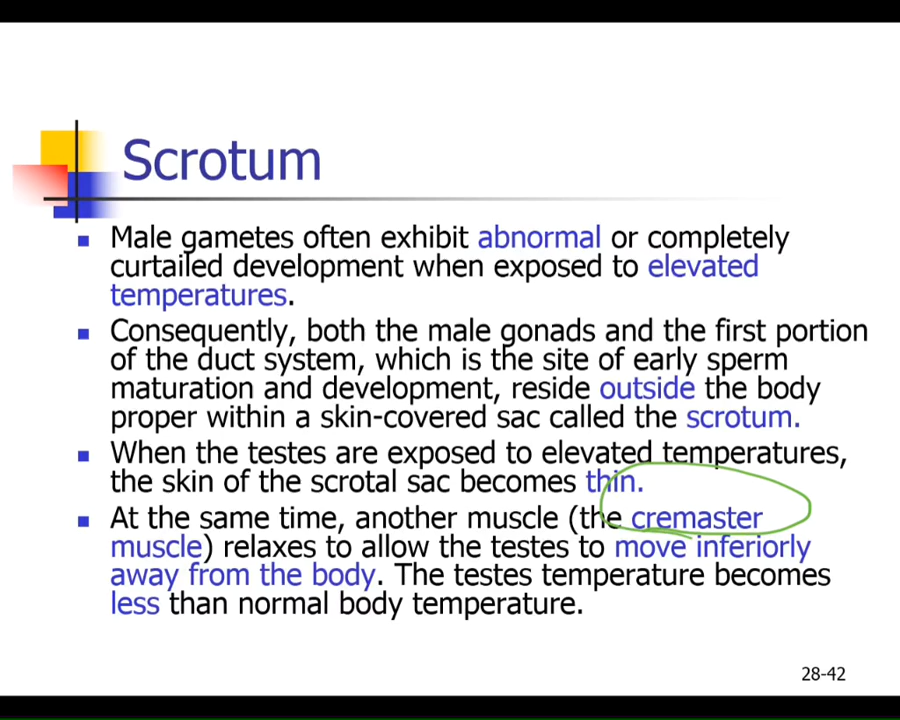 Scrotum
Male gametes often exhibit abnormal or completely
curtailed development when exposed to elevated
temperatures.
Consequently, both the male gonads and the first portion
of the duct system, which is the site of early sperm
maturation and development, reside outside the body
proper within a skin-covered sac called the scrotum.
When the testes are exposed to elevated temperatures,
the skin of the scrotal sac becomes thin.
At the same time, another muscle (the cremaster
muscle) relaxes to allow the testes to move inferiorly
away from the body. The testes temperature becomes
less than normal body temperature.
28-42